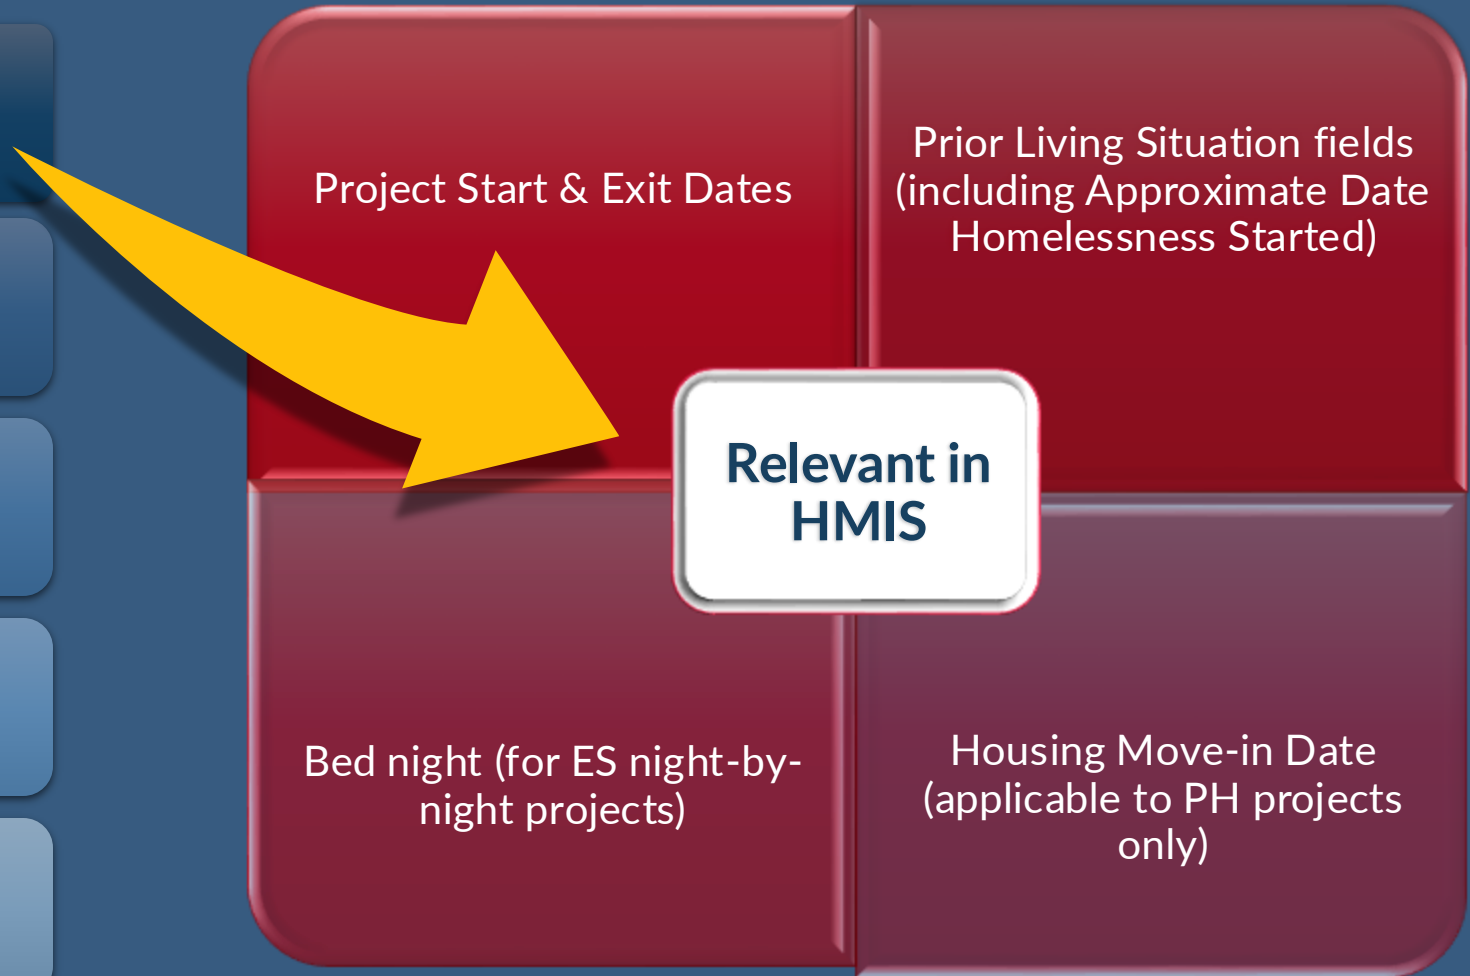 Project Start & Exit Dates
Prior Living Situation fields
(including Approximate Date
Homelessness Started)
Relevant in
HMIS
Bed night (for ES night-by-
night projects)
Housing Move-in Date
(applicable to PH projects
only)